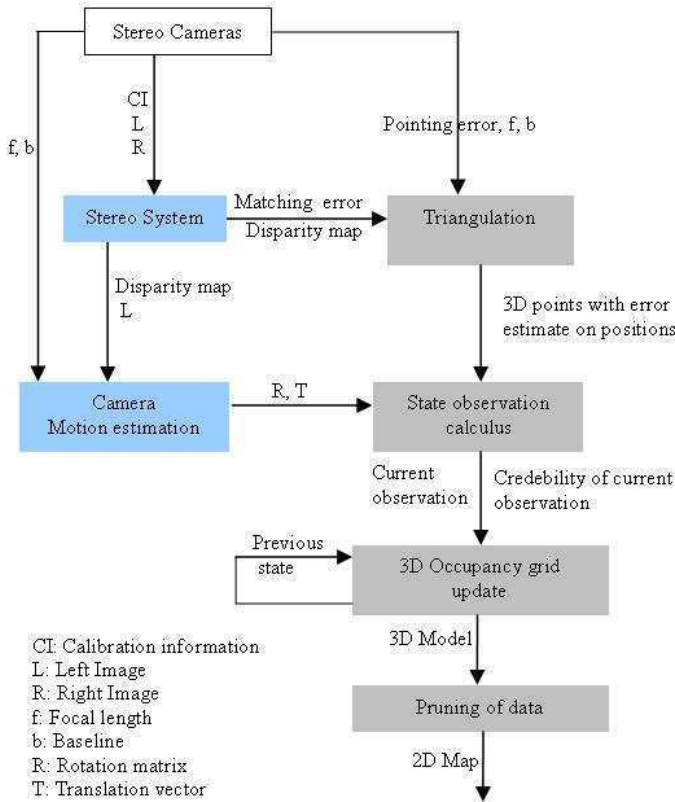 Stereo Cameras
CI
L
R
f, b
Pointing error, f, b
Stereo System
Matching error
Disparity map
Triangulation
Disparity map
L
3D points with error
estimate on positions
Camera
Motion estimation
R, T
State observation
calculus
Current
observation
Credebility of current
observation
Previous
state
3D Occupancy grid
update
3D Model
CI: Calibration information
L: Left Image
R: Right Image
f: Focal length
b: Baseline
R: Rotation matrix
T: Translation vector
Pruning of data
2D Map